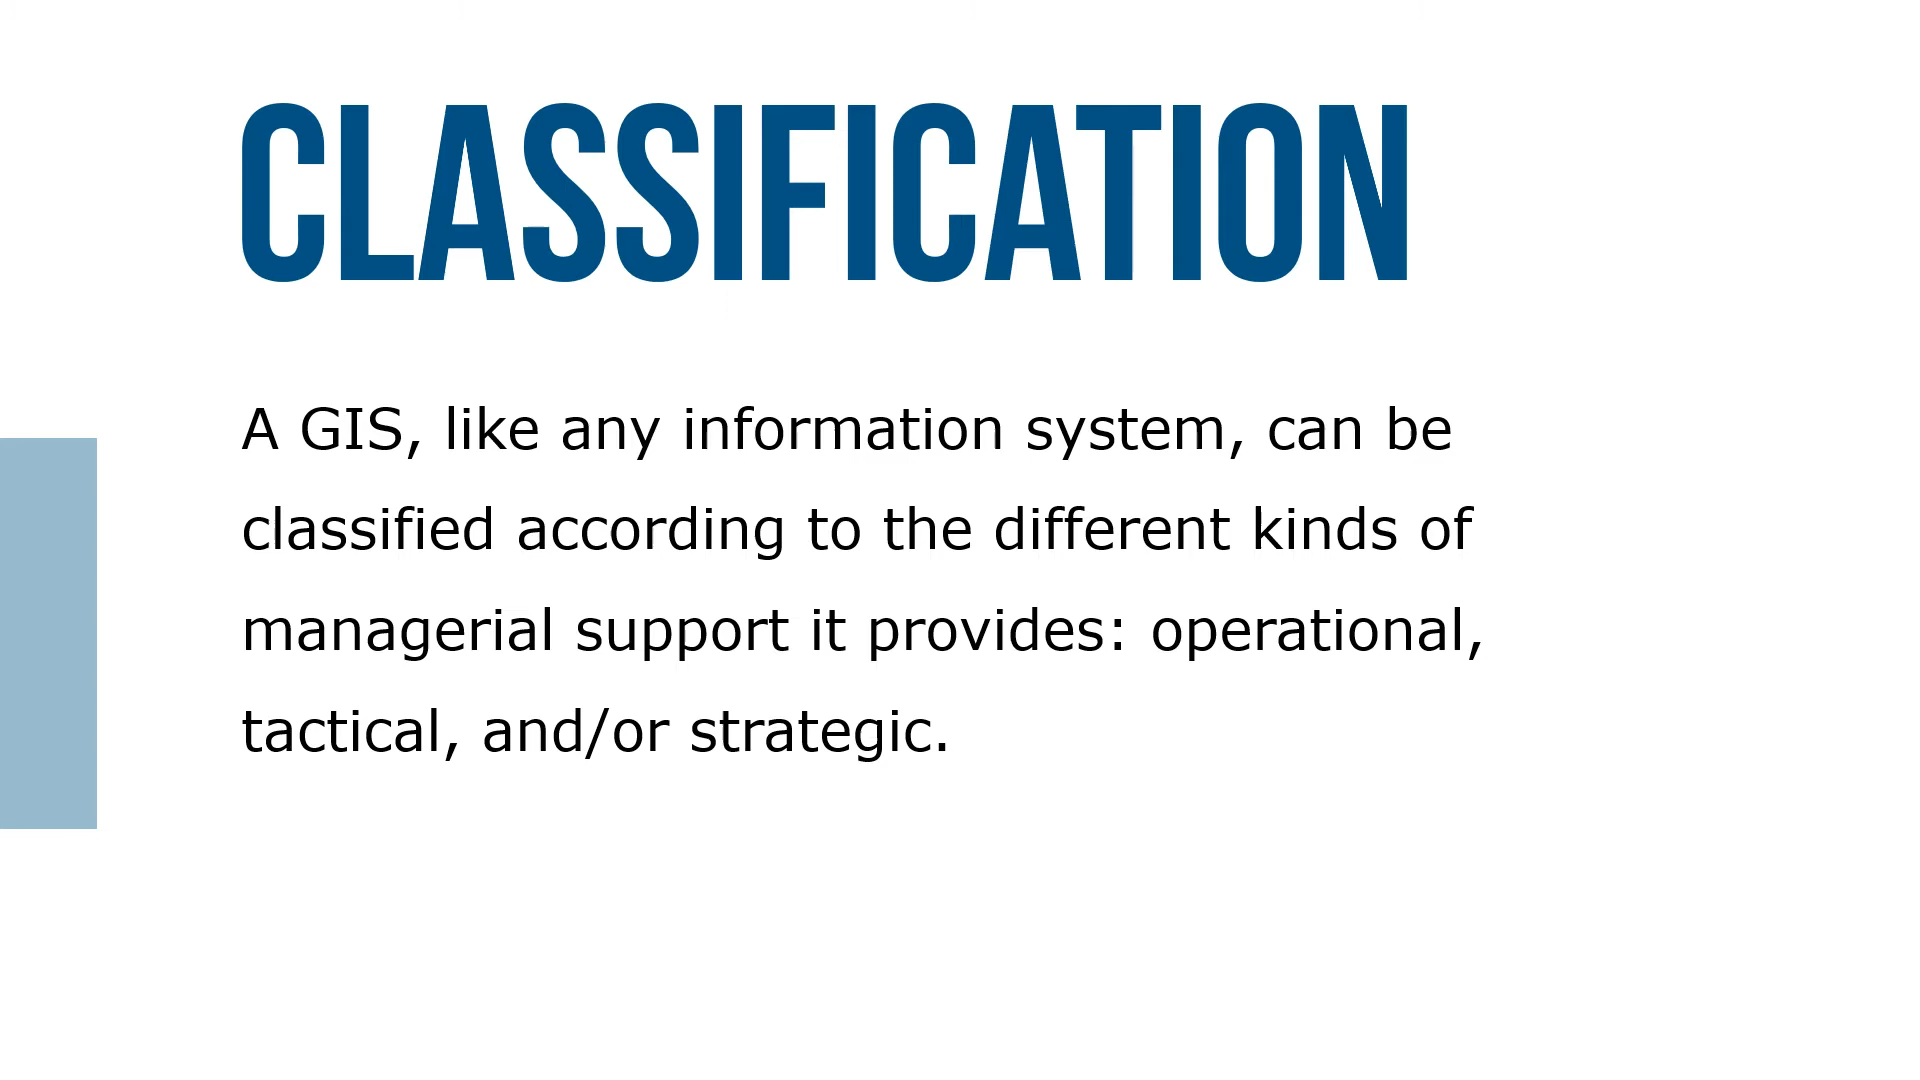 CLASSIFICATION
A GIS, like any information system, can be
classified according to the different kinds of
managerial support it provides: operational,
tactical, and/or strategic.